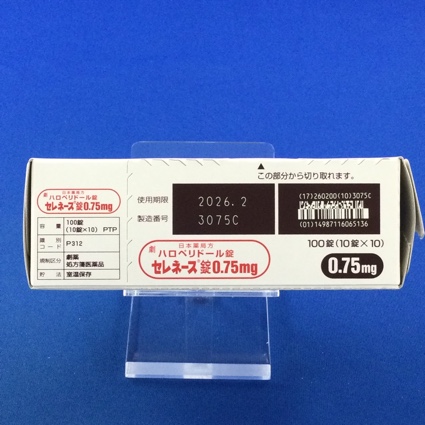 日本薬局方
劇 ハロペリドール錠
セレネース錠0.75mg
容量 100錠
(10錠×10) PTP
識別コード P312
規制区分 劇薬
処方箋医薬品
貯法 室温保存
▲
この部分から切り取れます。
使用期限 2026.2
製造番号 3075C
(17)260200(10)3075C
(01)14987116065136
日本薬局方
劇 ハロペリドール錠
セレネース®錠0.75mg
100錠(10錠×10)
0.75mg